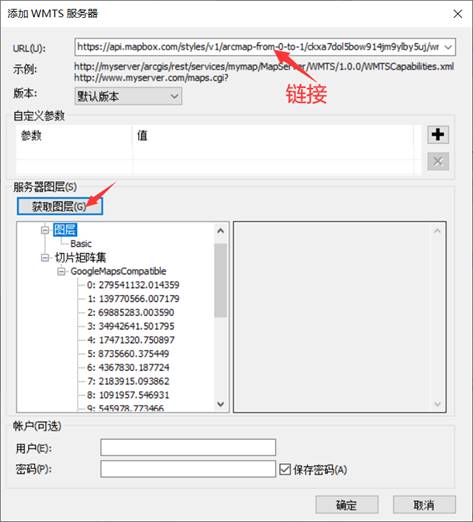 添加 WMTS 服务器
URL(U):
https://api.mapbox.com/styles/v1/arcmap-from-0-to-1/ckxa7dol5bow914jm9ylby5uj/wr
示例:
http://myserver/arcgis/rest/services/mymap/MapServer/WMTS/1.0.0/WMTSCapabilities.xml
http://www.myserver.com/maps.cgi?
链接
版本:
默认版本
自定义参数
参数 值
服务器图层(S)
获取图层(G)
图层
Basic
切片矩阵集
GoogleMapsCompatible
0: 279541132.014359
1: 139770566.007179
2: 69885283.003590
3: 34942641.501795
4: 17471320.750897
5: 8735660.375449
6: 4367830.187724
7: 2183915.093862
8: 1091957.546931
9: 545978.773466
帐户(可选)
用户(E):
密码(P):
保存密码(A)
确定 取消